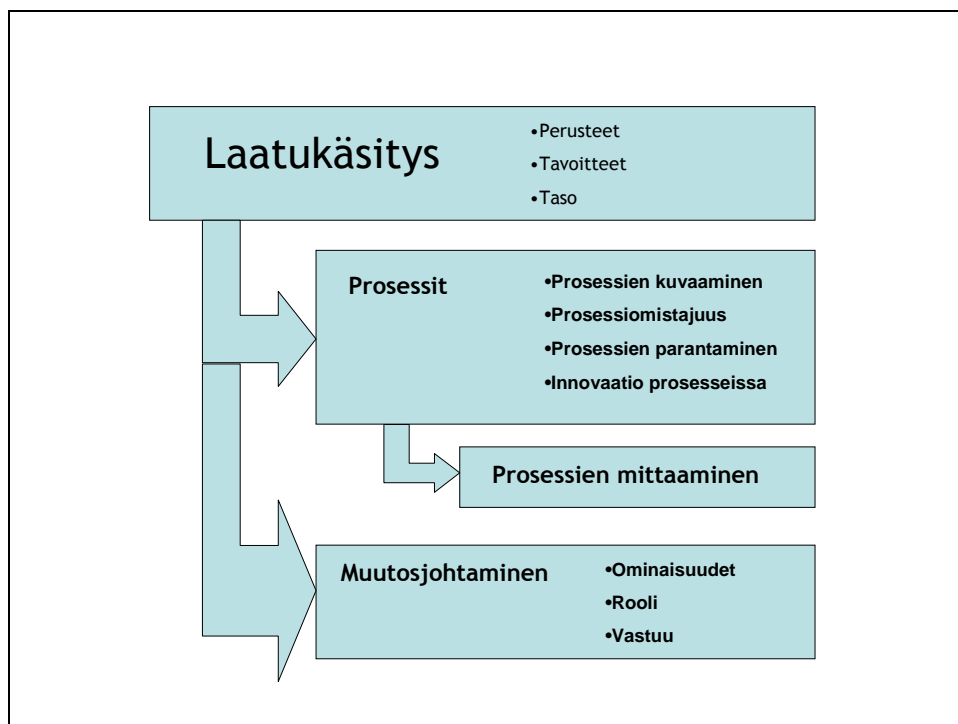 Laatukäsitys
•Perusteet
•Tavoitteet
•Taso
Prosessit
•Prosessien kuvaaminen
•Prosessiomistajuus
•Prosessien parantaminen
•Innovaatio prosesseissa
Prosessien mittaaminen
Muutosjohtaminen
•Ominaisuudet
•Rooli
•Vastuu